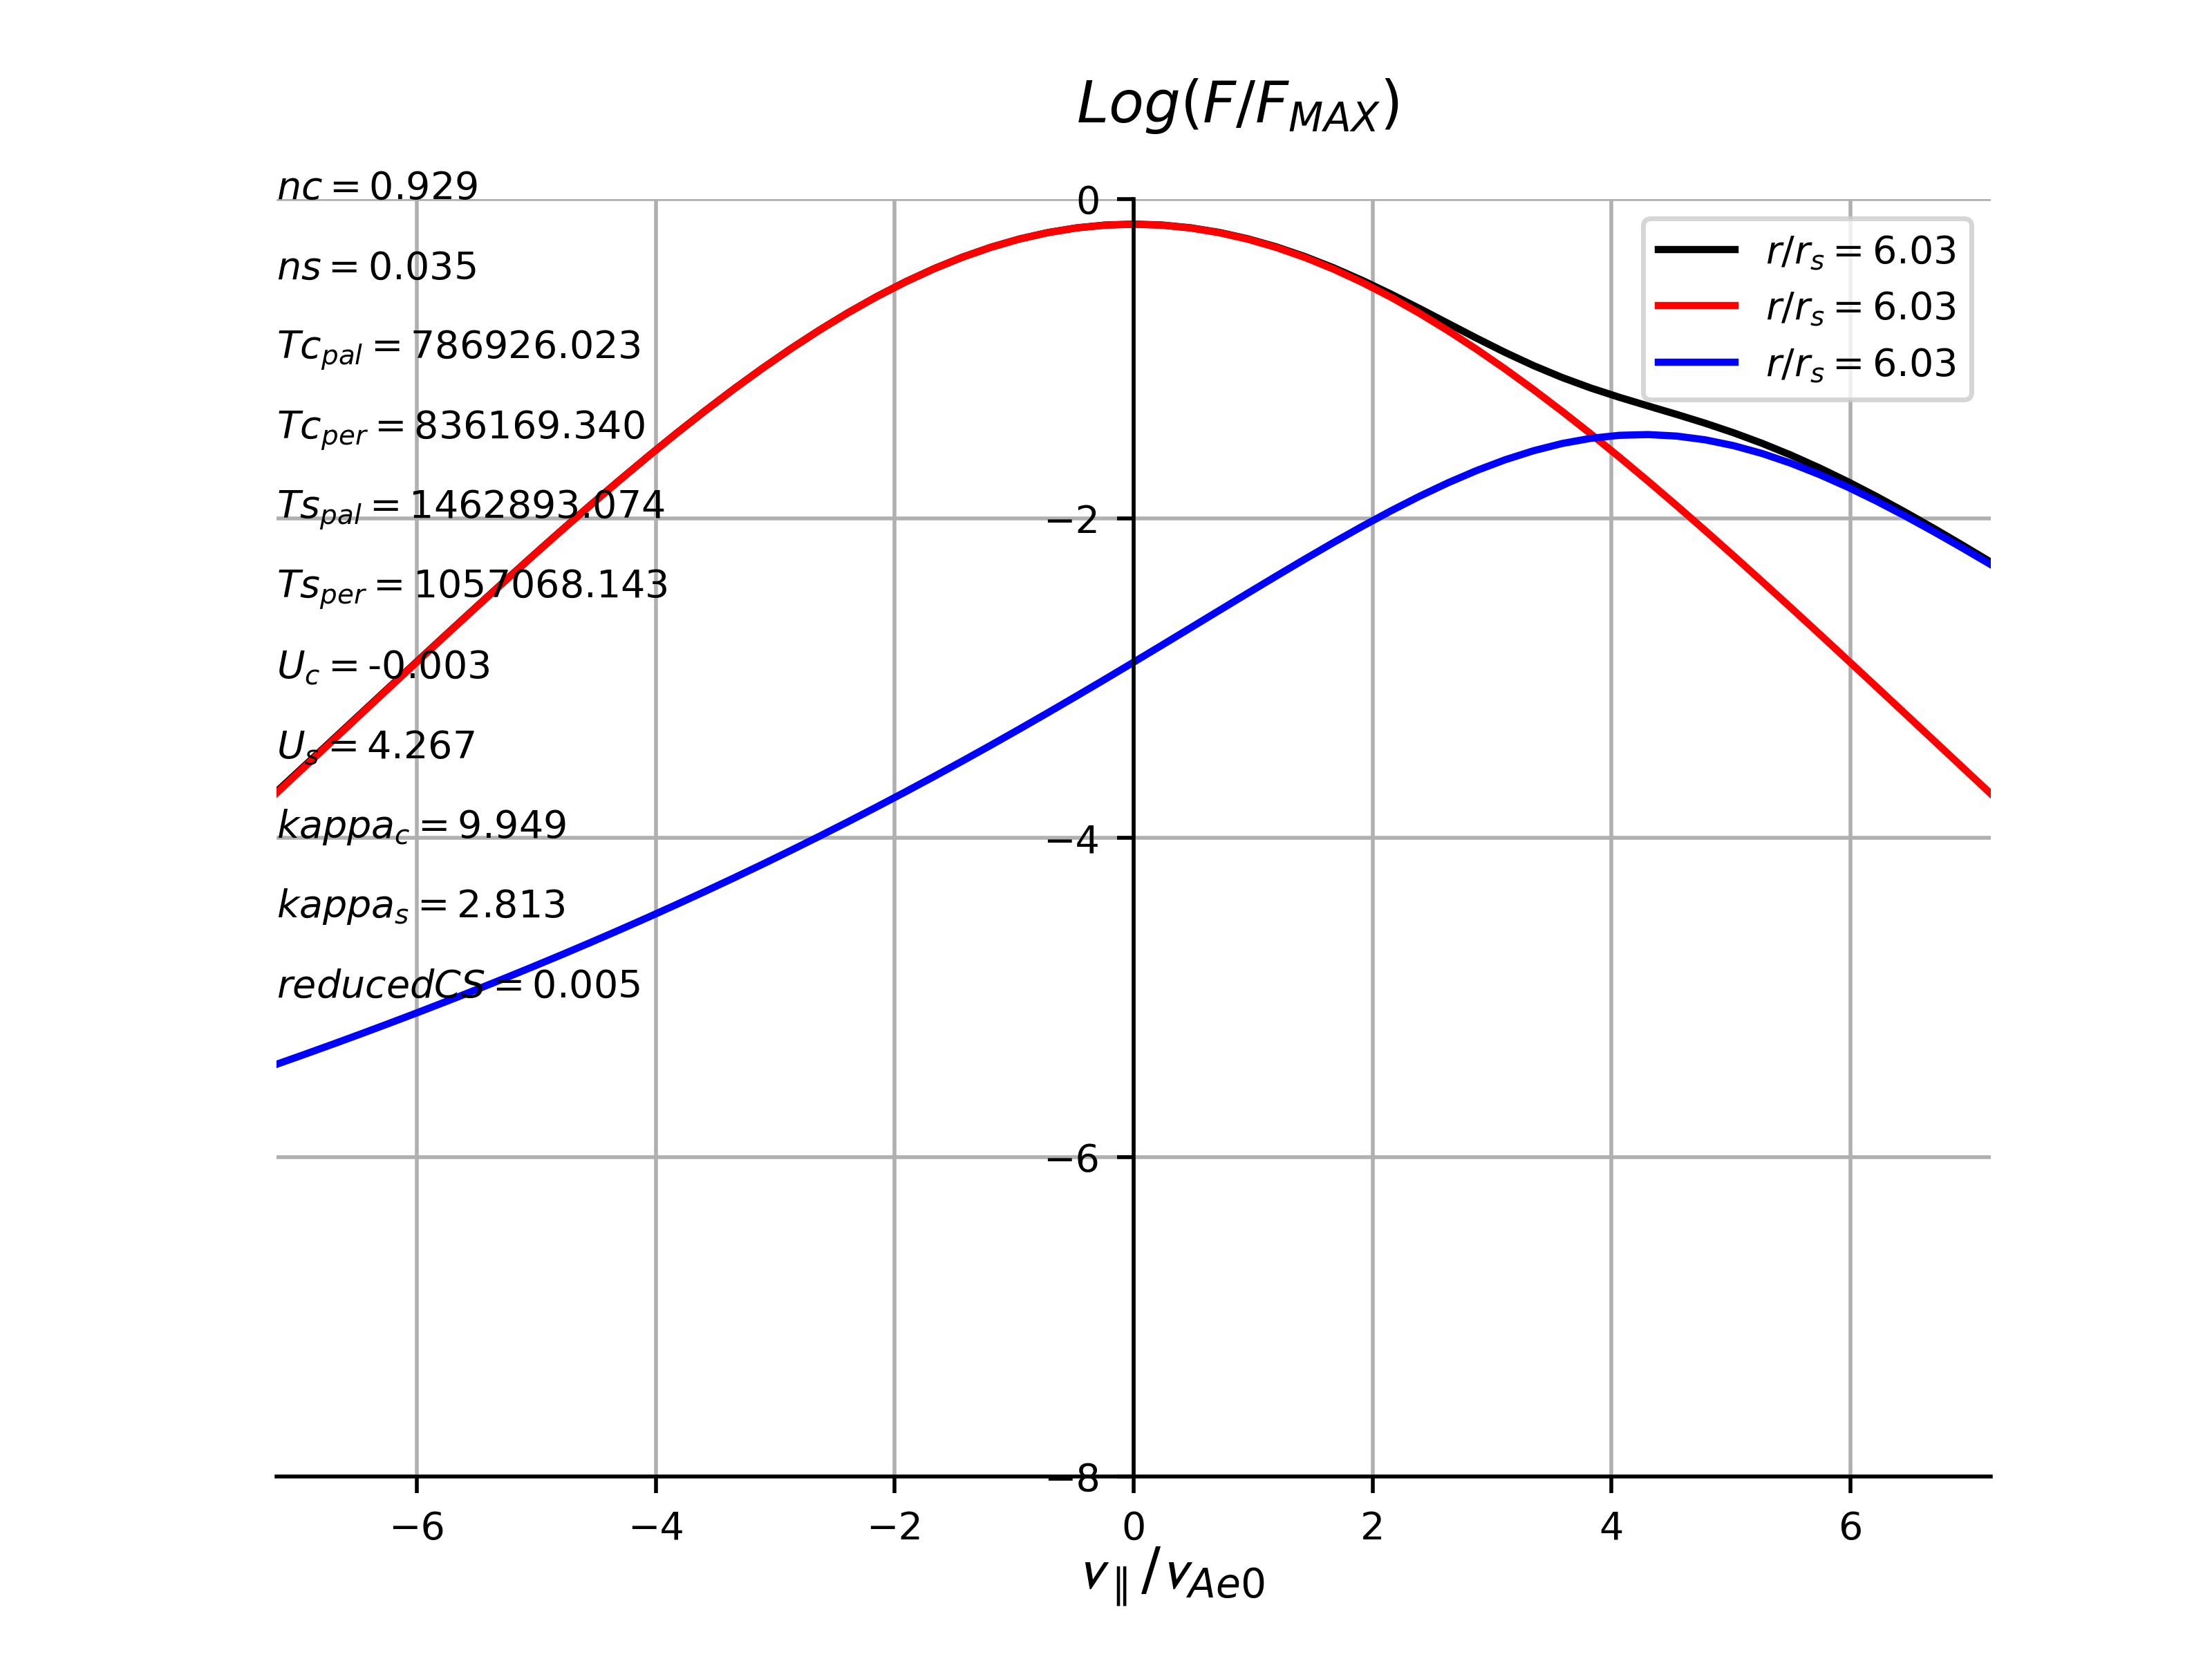 Log(F/F_MAX)
nc = 0.929
ns = 0.035
Tc_pal = 786926.023
Tc_per = 836169.340
Ts_pal = 1462893.074
Ts_per = 1057068.143
U_c = -0.003
U_s = 4.267
kappa_c = 9.949
kappa_s = 2.813
reducedCS = 0.005
0
−2
−4
−6
−8
r/r_s = 6.03
r/r_s = 6.03
r/r_s = 6.03
−6 −4 −2 0 2 4 6
v_∥/v_Ae0